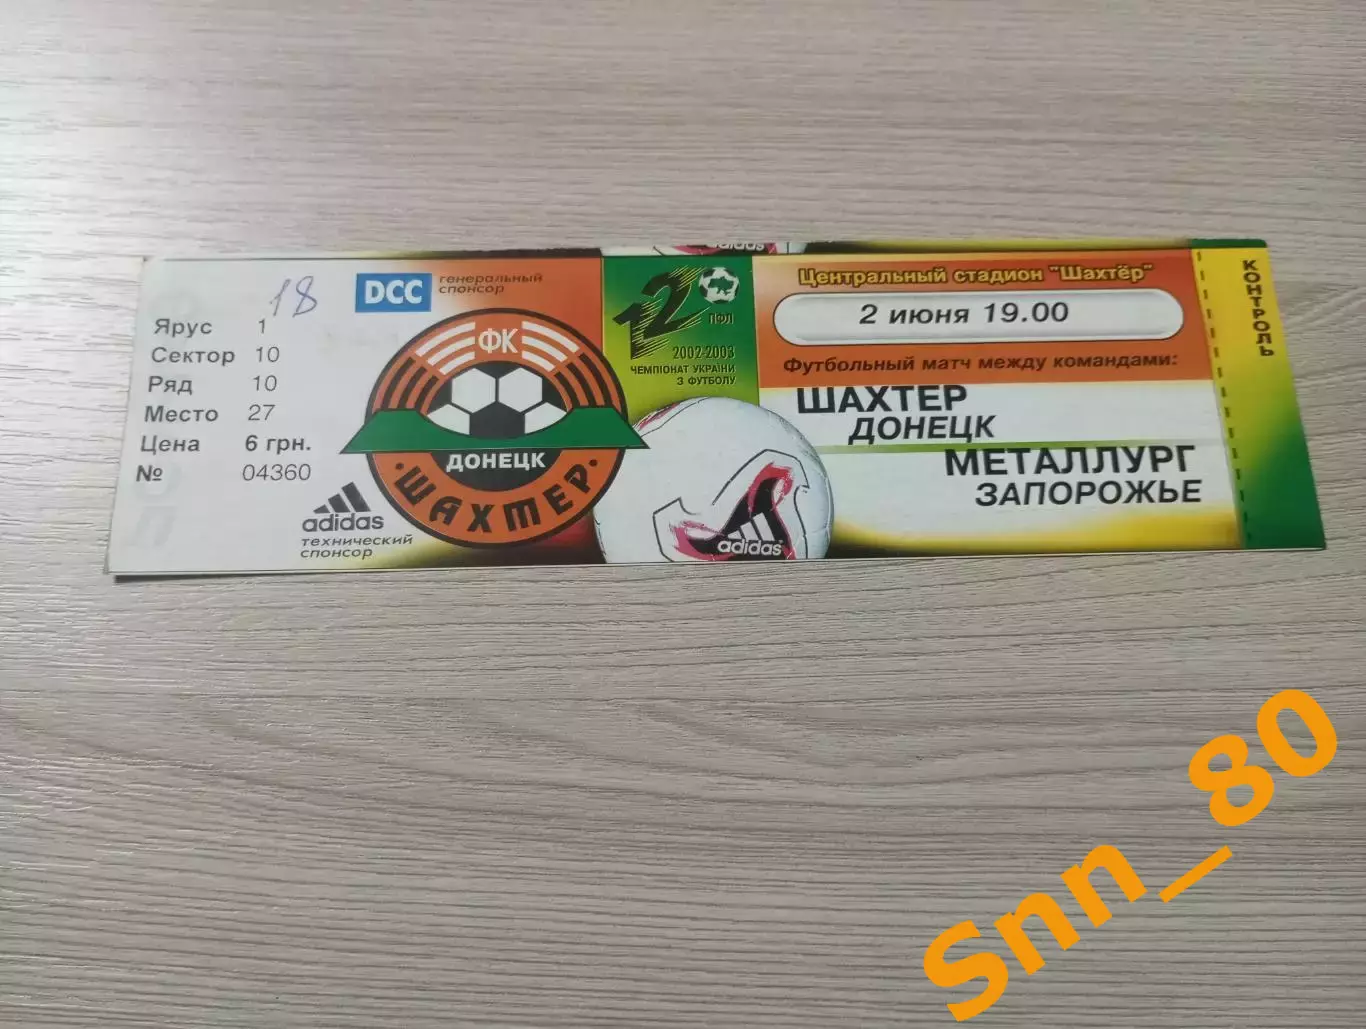 18
Ярус 1
Сектор 10
Ряд 10
Место 27
Цена 6 грн.
№ 04360
DCC генеральный
спонсор
ФК
ДОНЕЦК
ШАХТЕР
adidas
технический
спонсор
adidas
12
ПФЛ
2002-2003
ЧЕМПІОНАТ УКРАЇНИ
З ФУТБОЛУ
adidas
Центральный стадион "Шахтёр"
2 июня 19.00
Футбольный матч между командами:
ШАХТЕР
ДОНЕЦК
МЕТАЛЛУРГ
ЗАПОРОЖЬЕ
КОНТРОЛЬ
Snn_80